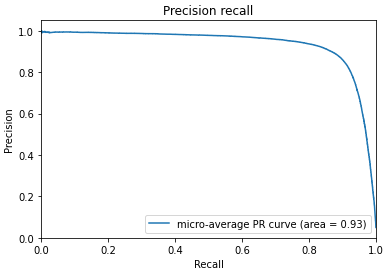 Precision recall
1.0
0.8
0.6
0.4
0.2
0.0
Precision
micro-average PR curve (area = 0.93)
0.0 0.2 0.4 0.6 0.8 1.0
Recall